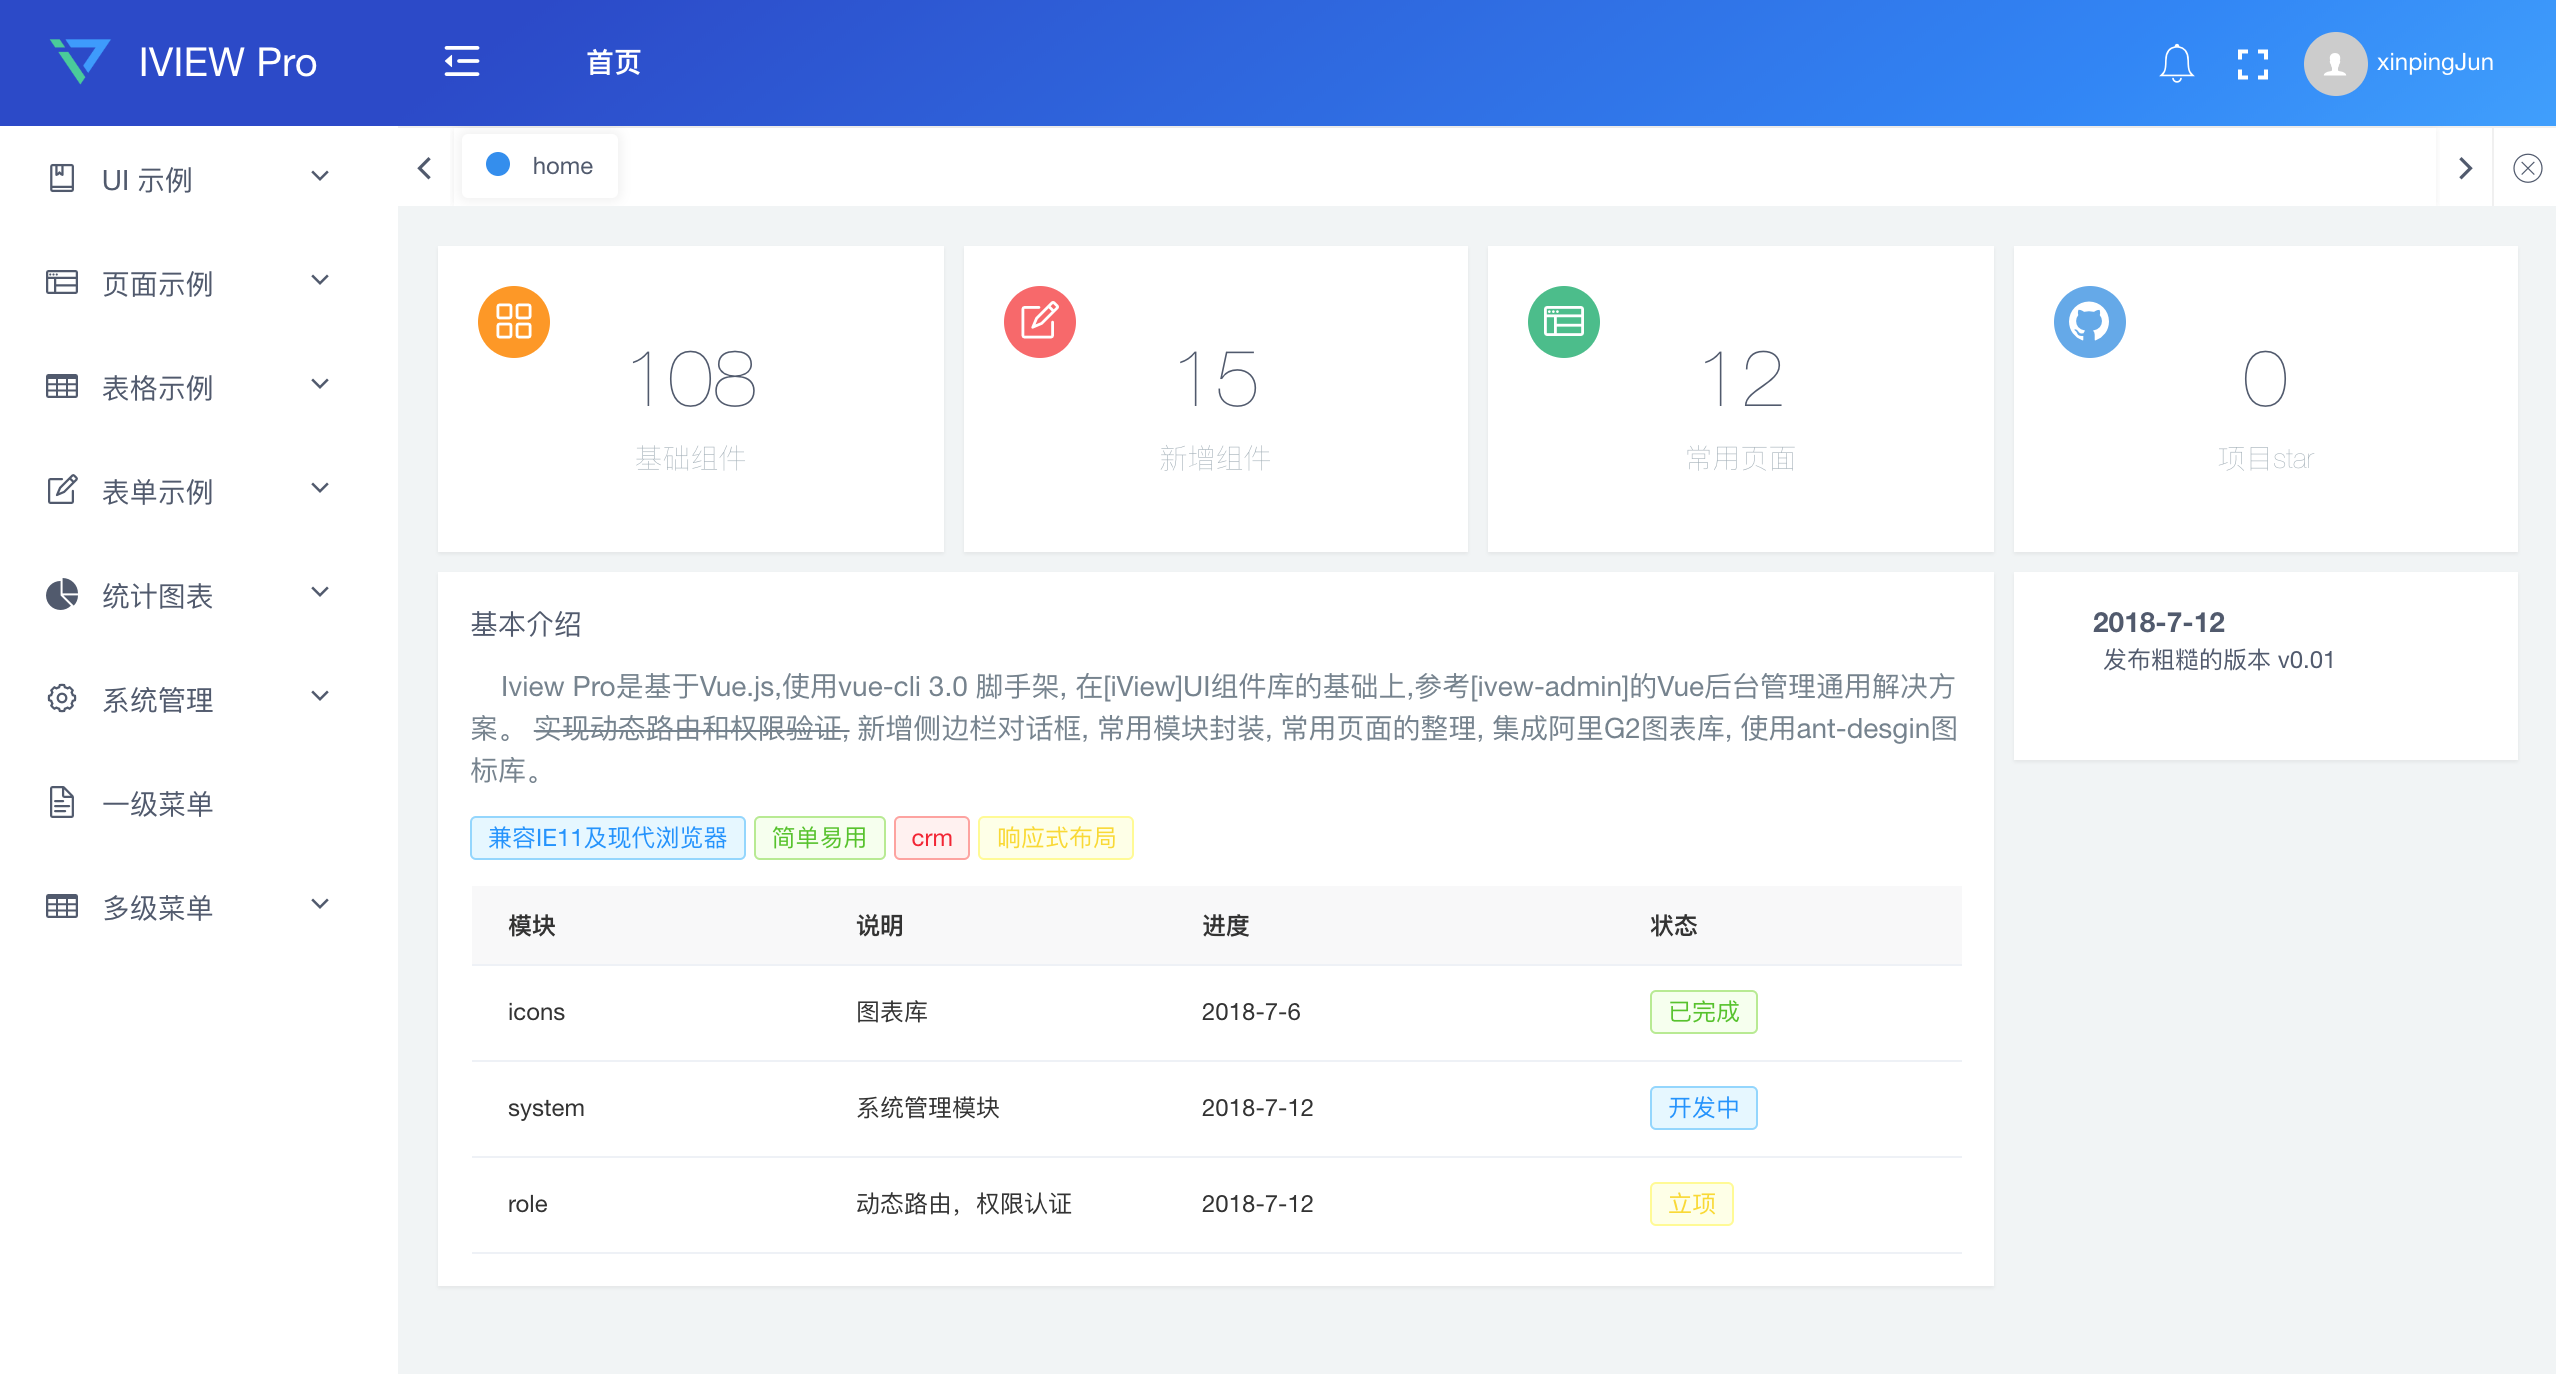 IVIEW Pro
首页
xinpingJun
UI 示例
页面示例
表格示例
表单示例
统计图表
系统管理
一级菜单
多级菜单
home
108
基础组件
15
新增组件
12
常用页面
0
项目star
基本介绍
Iview Pro是基于Vue.js,使用vue-cli 3.0 脚手架, 在[iView]UI组件库的基础上,参考[ivew-admin]的Vue后台管理通用解决方
案。 实现动态路由和权限验证, 新增侧边栏对话框, 常用模块封装, 常用页面的整理, 集成阿里G2图表库, 使用ant-desgin图
标库。
兼容IE11及现代浏览器 简单易用 crm 响应式布局
模块 说明 进度 状态
icons 图表库 2018-7-6 已完成
system 系统管理模块 2018-7-12 开发中
role 动态路由，权限认证 2018-7-12 立项
2018-7-12
发布粗糙的版本 v0.01